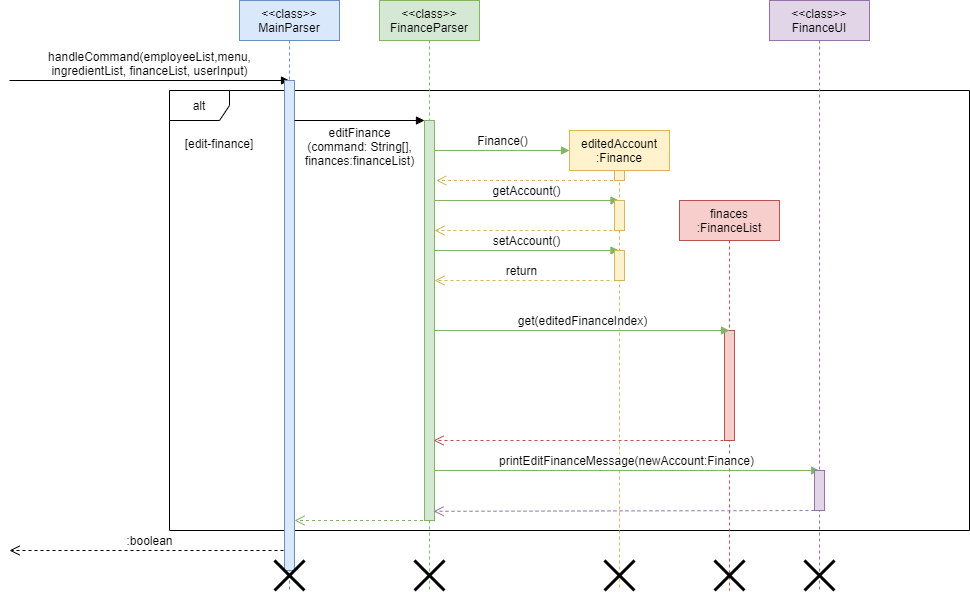 <<class>>
MainParser
<<class>>
FinanceParser
<<class>>
FinanceUI
handleCommand(employeeList,menu,
ingredientList, financeList, userInput)
alt
[edit-finance]
editFinance
(command: String[],
finances:financeList)
Finance()
editedAccount
:Finance
getAccount()
finaces
:FinanceList
setAccount()
return
get(editedFinanceIndex)
printEditFinanceMessage(newAccount:Finance)
:boolean